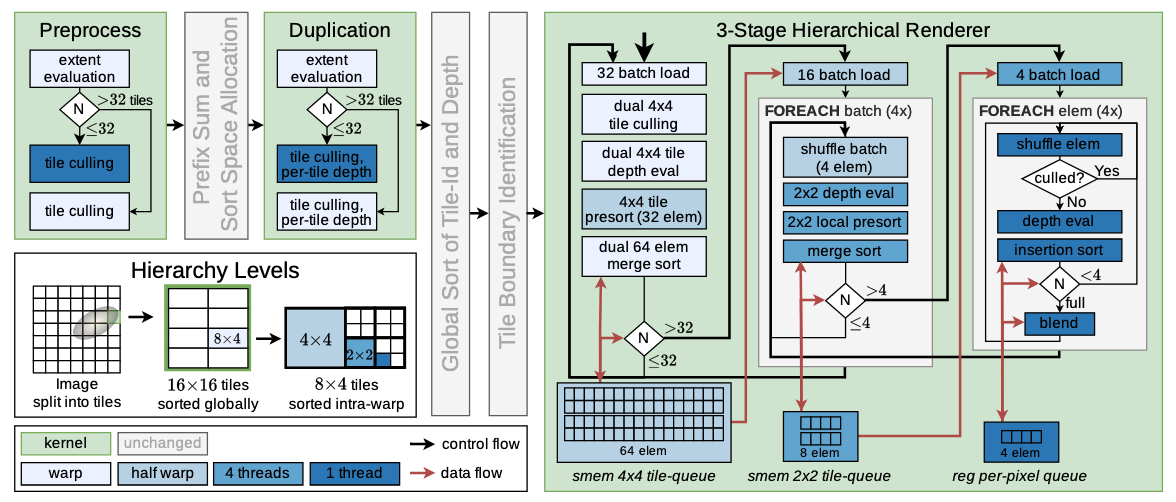 Preprocess
extent
evaluation
N
>32 tiles
≤32
tile culling
tile culling
Prefix Sum and
Sort Space Allocation
Duplication
extent
evaluation
N
>32 tiles
≤32
tile culling,
per-tile depth
tile culling,
per-tile depth
Global Sort of Tile-Id and Depth
Tile Boundary Identification
3-Stage Hierarchical Renderer
32 batch load
dual 4x4
tile culling
dual 4x4 tile
depth eval
4x4 tile
presort (32 elem)
dual 64 elem
merge sort
N
>32
≤32
64 elem
smem 4x4 tile-queue
16 batch load
FOREACH batch (4x)
shuffle batch
(4 elem)
2x2 depth eval
2x2 local presort
merge sort
N
>4
≤4
8 elem
smem 2x2 tile-queue
4 batch load
FOREACH elem (4x)
shuffle elem
culled?
Yes
No
depth eval
insertion sort
N
<4
full
blend
4 elem
reg per-pixel queue
Hierarchy Levels
Image
split into tiles
8×4
16×16 tiles
sorted globally
4×4
2×2
8×4 tiles
sorted intra-warp
kernel
unchanged
control flow
warp
half warp
4 threads
1 thread
data flow